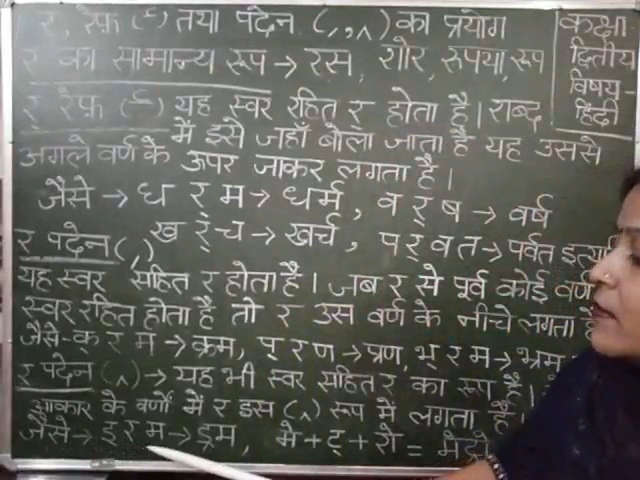 र, रेफ़ (र्) तथा पदेन (्र, ^) का प्रयोग
र का सामान्य रूप → रस, शोर, रूपया, रूप
कक्षा
द्वितीय
विषय-
हिंदी
र् रेफ़ (र्) यह स्वर रहित र् होता है। शब्द
में इसे जहाँ बोला जाता है यह उससे
अगले वर्ण के ऊपर जाकर लगता है।
जैसे → ध र् म → धर्म, व र् ष → वर्ष
ख र् च → खर्च, प र् व त → पर्वत इत्यादि
र पदेन (्र)
यह स्वर सहित र होता है। जब र से पूर्व कोई वर्ण
स्वर रहित होता है तो र उस वर्ण के नीचे लगता है
जैसे- क् र म → क्रम, प् र ण → प्रण, भ् र म → भ्रम
र पदेन (^) → यह भी स्वर सहित र का रूप है।
आकार के वर्णों में र इस (^) रूप में लगता है।
जैसे → ड् र म → ड्रम, मै + ट् + रो = मैट्रो